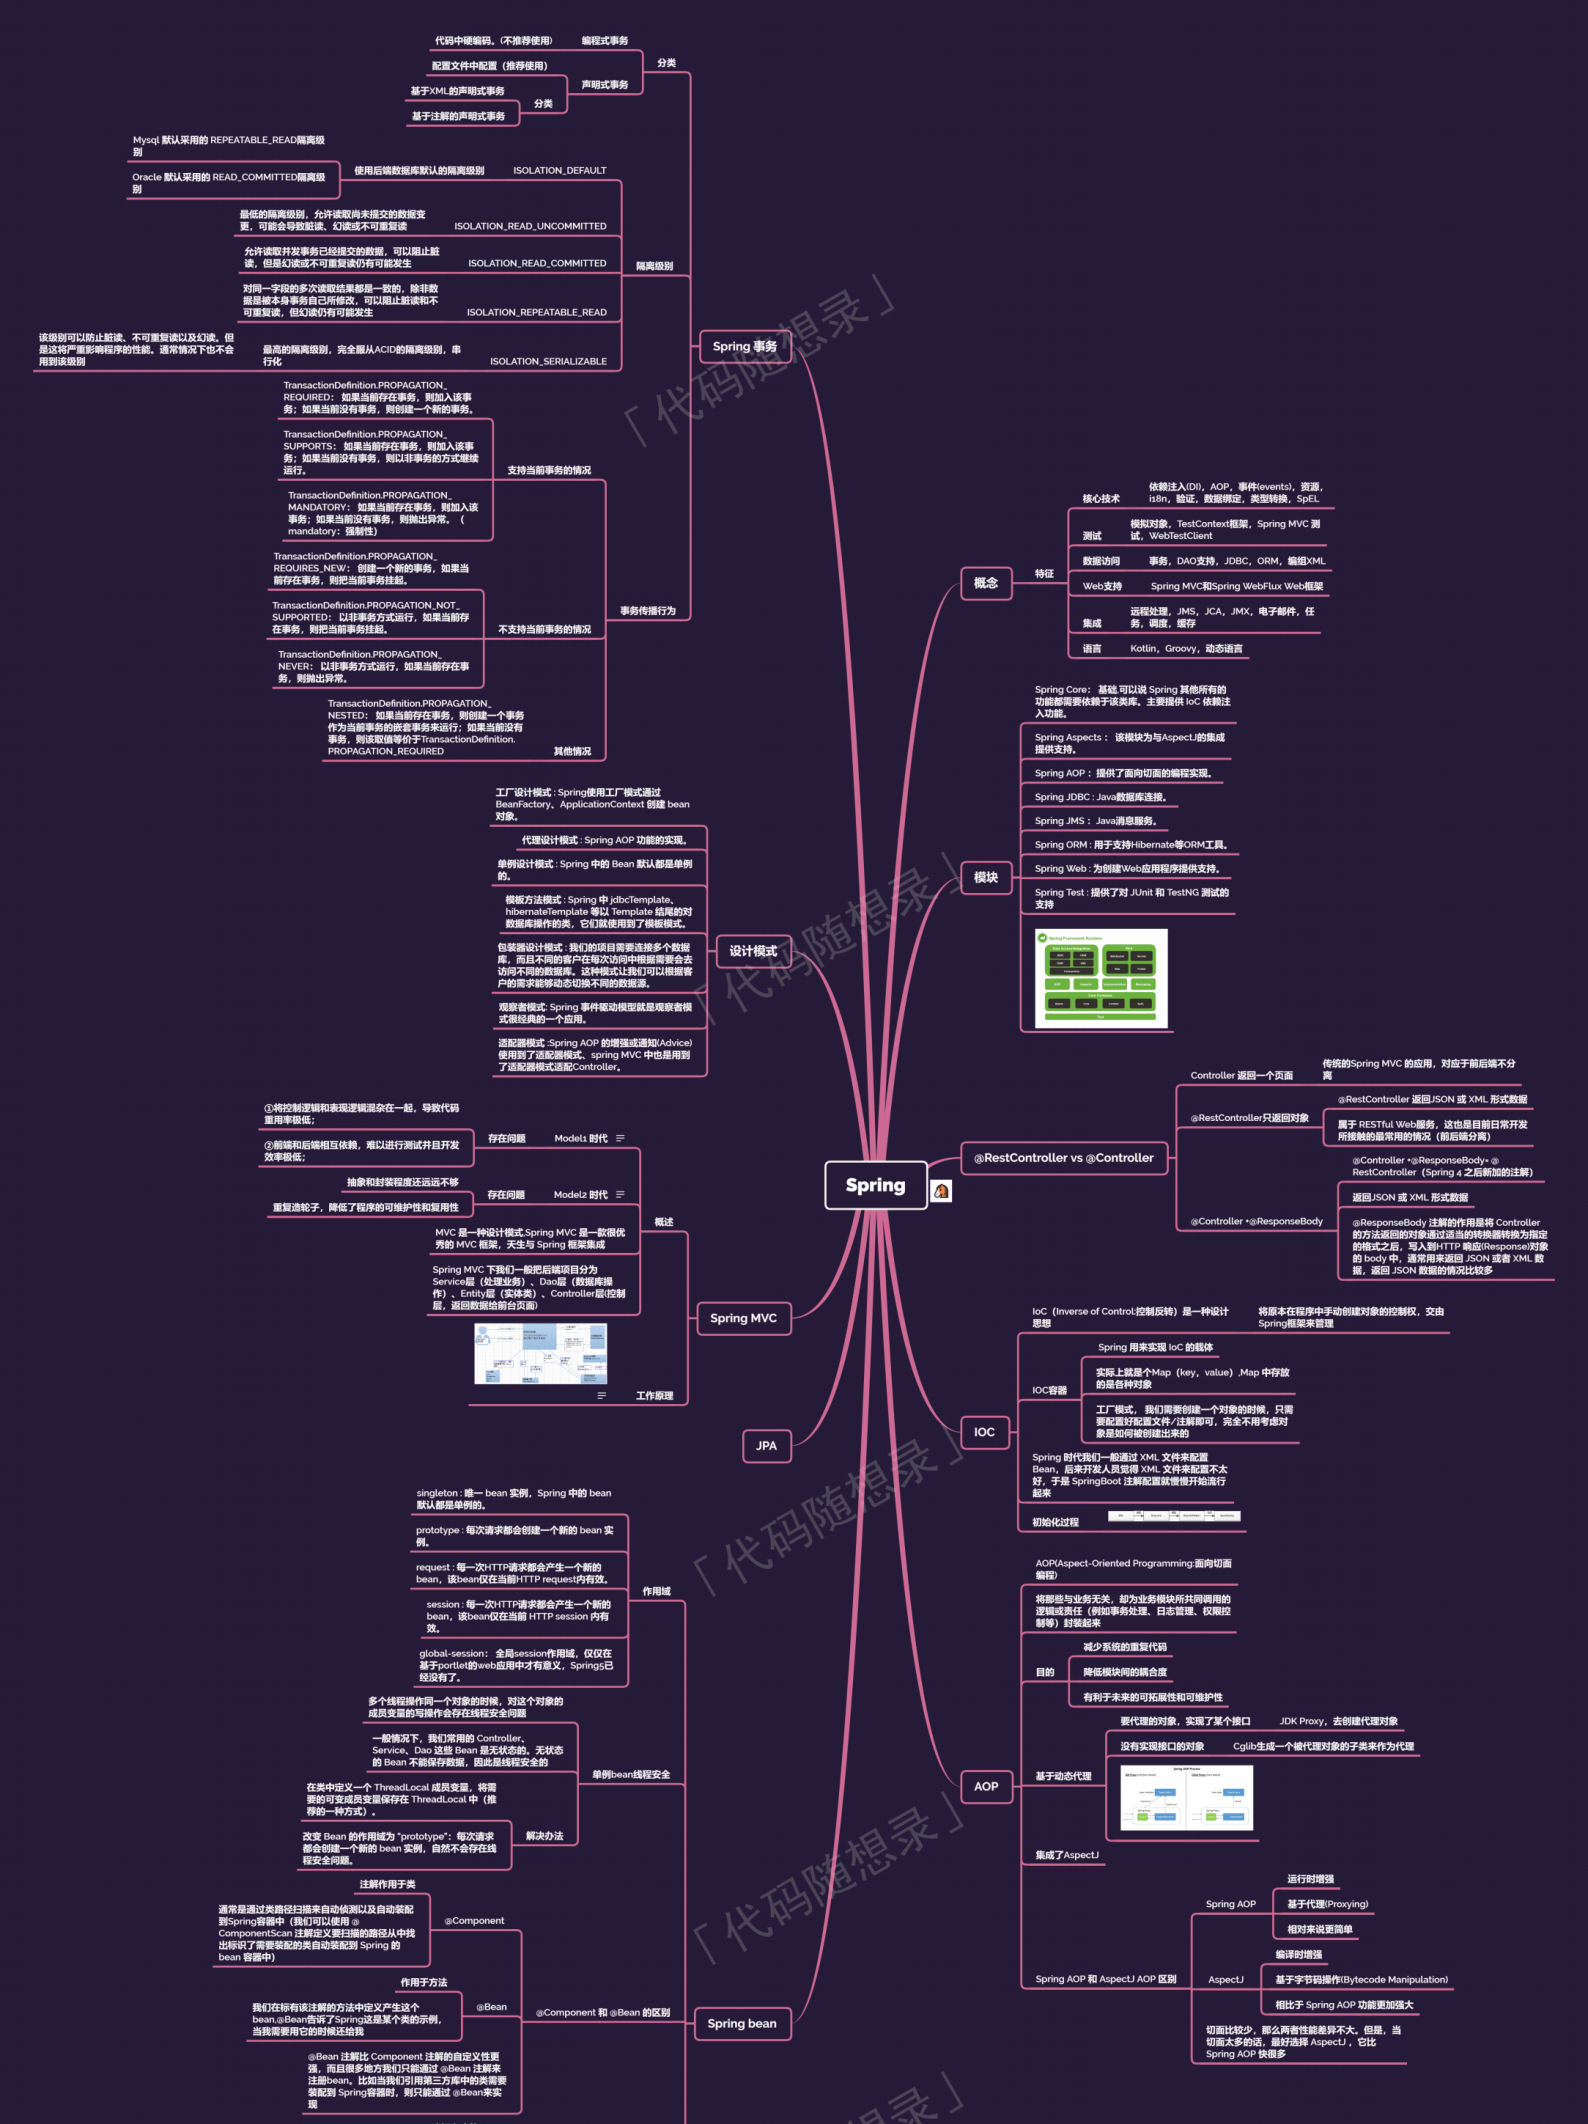 代码中硬编码。(不推荐使用)
编程式事务
分类
配置文件中配置（推荐使用）
声明式事务
基于XML的声明式事务
分类
基于注解的声明式事务
Mysql 默认采用的 REPEATABLE_READ隔离级
别
使用后端数据库默认的隔离级别
ISOLATION_DEFAULT
Oracle 默认采用的 READ_COMMITTED隔离级
别
最低的隔离级别，允许读取尚未提交的数据变
更，可能会导致脏读、幻读或不可重复读
ISOLATION_READ_UNCOMMITTED
允许读取并发事务已经提交的数据，可以阻止脏
读，但是幻读或不可重复读仍有可能发生
ISOLATION_READ_COMMITTED
隔离级别
对同一字段的多次读取结果都是一致的，除非数
据是被本身事务自己所修改，可以阻止脏读和不
可重复读，但幻读仍有可能发生
ISOLATION_REPEATABLE_READ
该级别可以防止脏读、不可重复读以及幻读。但
是这将严重影响程序的性能。通常情况下也不会
用到该级别
最高的隔离级别，完全服从ACID的隔离级别，串
行化
ISOLATION_SERIALIZABLE
Spring 事务
TransactionDefinition.PROPAGATION_
REQUIRED： 如果当前存在事务，则加入该事
务；如果当前没有事务，则创建一个新的事务。
TransactionDefinition.PROPAGATION_
SUPPORTS： 如果当前存在事务，则加入该事
务；如果当前没有事务，则以非事务的方式继续
运行。
支持当前事务的情况
TransactionDefinition.PROPAGATION_
MANDATORY： 如果当前存在事务，则加入该
事务；如果当前没有事务，则抛出异常。（
mandatory：强制性）
TransactionDefinition.PROPAGATION_
REQUIRES_NEW： 创建一个新的事务，如果当
前存在事务，则把当前事务挂起。
TransactionDefinition.PROPAGATION_NOT_
SUPPORTED： 以非事务方式运行，如果当前存
在事务，则把当前事务挂起。
不支持当前事务的情况
事务传播行为
TransactionDefinition.PROPAGATION_
NEVER： 以非事务方式运行，如果当前存在事
务，则抛出异常。
TransactionDefinition.PROPAGATION_
NESTED： 如果当前存在事务，则创建一个事务
作为当前事务的嵌套事务来运行；如果当前没有
事务，则该取值等价于TransactionDefinition.
PROPAGATION_REQUIRED
其他情况
工厂设计模式 : Spring使用工厂模式通过
BeanFactory、ApplicationContext 创建 bean
对象。
代理设计模式 : Spring AOP 功能的实现。
单例设计模式 : Spring 中的 Bean 默认都是单例
的。
模板方法模式 : Spring 中 jdbcTemplate、
hibernateTemplate 等以 Template 结尾的对
数据库操作的类，它们就使用到了模板模式。
设计模式
包装器设计模式 : 我们的项目需要连接多个数据
库，而且不同的客户在每次访问中根据需要会去
访问不同的数据库。这种模式让我们可以根据客
户的需求能够动态切换不同的数据源。
观察者模式: Spring 事件驱动模型就是观察者模
式很经典的一个应用。
适配器模式 :Spring AOP 的增强或通知(Advice)
使用到了适配器模式、spring MVC 中也是用到
了适配器模式适配Controller。
①将控制逻辑和表现逻辑混杂在一起，导致代码
重用率极低；
存在问题
Model1 时代
②前端和后端相互依赖，难以进行测试并且开发
效率极低；
抽象和封装程度还远远不够
存在问题
Model2 时代
重复造轮子，降低了程序的可维护性和复用性
概述
MVC 是一种设计模式,Spring MVC 是一款很优
秀的 MVC 框架，天生与 Spring 框架集成
Spring MVC 下我们一般把后端项目分为
Service层（处理业务）、Dao层（数据库操
作）、Entity层（实体类）、Controller层(控制
层，返回数据给前台页面)
Spring MVC
工作原理
JPA
singleton : 唯一 bean 实例，Spring 中的 bean
默认都是单例的。
prototype : 每次请求都会创建一个新的 bean 实
例。
request : 每一次HTTP请求都会产生一个新的
bean，该bean仅在当前HTTP request内有效。
作用域
session : 每一次HTTP请求都会产生一个新的
bean，该bean仅在当前 HTTP session 内有
效。
global-session： 全局session作用域，仅仅在
基于portlet的web应用中才有意义，Spring5已
经没有了。
多个线程操作同一个对象的时候，对这个对象的
成员变量的写操作会存在线程安全问题
一般情况下，我们常用的 Controller、
Service、Dao 这些 Bean 是无状态的。无状态
的 Bean 不能保存数据，因此是线程安全的
单例bean线程安全
在类中定义一个 ThreadLocal 成员变量，将需
要的可变成员变量保存在 ThreadLocal 中（推
荐的一种方式）。
解决办法
改变 Bean 的作用域为 "prototype"：每次请求
都会创建一个新的 bean 实例，自然不会存在线
程安全问题。
注解作用于类
通常是通过类路径扫描来自动侦测以及自动装配
到Spring容器中（我们可以使用 @
ComponentScan 注解定义要扫描的路径从中找
出标识了需要装配的类自动装配到 Spring 的
bean 容器中）
@Component
作用于方法
我们在标有该注解的方法中定义产生这个
bean,@Bean告诉了Spring这是某个类的示例，
当我需要用它的时候还给我
@Bean
@Component 和 @Bean 的区别
@Bean 注解比 Component 注解的自定义性更
强，而且很多地方我们只能通过 @Bean 注解来
注册bean。比如当我们引用第三方库中的类需要
装配到 Spring容器时，则只能通过 @Bean来实
现
Spring bean
Spring
概念
特征
核心技术
依赖注入(DI)，AOP，事件(events)，资源，
i18n，验证，数据绑定，类型转换，SpEL
测试
模拟对象，TestContext框架，Spring MVC 测
试，WebTestClient
数据访问
事务，DAO支持，JDBC，ORM，编组XML
Web支持
Spring MVC和Spring WebFlux Web框架
集成
远程处理，JMS，JCA，JMX，电子邮件，任
务，调度，缓存
语言
Kotlin，Groovy，动态语言
模块
Spring Core： 基础,可以说 Spring 其他所有的
功能都需要依赖于该类库。主要提供 IoC 依赖注
入功能。
Spring Aspects ： 该模块为与AspectJ的集成
提供支持。
Spring AOP ：提供了面向切面的编程实现。
Spring JDBC : Java数据库连接。
Spring JMS ：Java消息服务。
Spring ORM : 用于支持Hibernate等ORM工具。
Spring Web : 为创建Web应用程序提供支持。
Spring Test : 提供了对 JUnit 和 TestNG 测试的
支持
Spring Framework Runtime
@RestController vs @Controller
Controller 返回一个页面
传统的Spring MVC 的应用，对应于前后端不分
离
@RestController只返回对象
@RestController 返回JSON 或 XML 形式数据
属于 RESTful Web服务，这也是目前日常开发
所接触的最常用的情况（前后端分离）
@Controller +@ResponseBody
@Controller +@ResponseBody= @
RestController（Spring 4 之后新加的注解）
返回JSON 或 XML 形式数据
@ResponseBody 注解的作用是将 Controller
的方法返回的对象通过适当的转换器转换为指定
的格式之后，写入到HTTP 响应(Response)对象
的 body 中，通常用来返回 JSON 或者 XML 数
据，返回 JSON 数据的情况比较多
IOC
IoC（Inverse of Control:控制反转）是一种设计
思想
将原本在程序中手动创建对象的控制权，交由
Spring框架来管理
IOC容器
Spring 用来实现 IoC 的载体
实际上就是个Map（key，value）,Map 中存放
的是各种对象
工厂模式， 我们需要创建一个对象的时候，只需
要配置好配置文件/注解即可，完全不用考虑对
象是如何被创建出来的
Spring 时代我们一般通过 XML 文件来配置
Bean，后来开发人员觉得 XML 文件来配置不太
好，于是 SpringBoot 注解配置就慢慢开始流行
起来
初始化过程
AOP
AOP(Aspect-Oriented Programming:面向切面
编程)
将那些与业务无关，却为业务模块所共同调用的
逻辑或责任（例如事务处理、日志管理、权限控
制等）封装起来
目的
减少系统的重复代码
降低模块间的耦合度
有利于未来的可拓展性和可维护性
基于动态代理
要代理的对象，实现了某个接口
JDK Proxy，去创建代理对象
没有实现接口的对象
Cglib生成一个被代理对象的子类来作为代理
集成了AspectJ
Spring AOP 和 AspectJ AOP 区别
Spring AOP
运行时增强
基于代理(Proxying)
相对来说更简单
AspectJ
编译时增强
基于字节码操作(Bytecode Manipulation)
相比于 Spring AOP 功能更加强大
切面比较少，那么两者性能差异不大。但是，当
切面太多的话，最好选择 AspectJ ，它比
Spring AOP 快很多
「代码随想录」
「代码随想录」
「代码随想录」
「代码随想录」